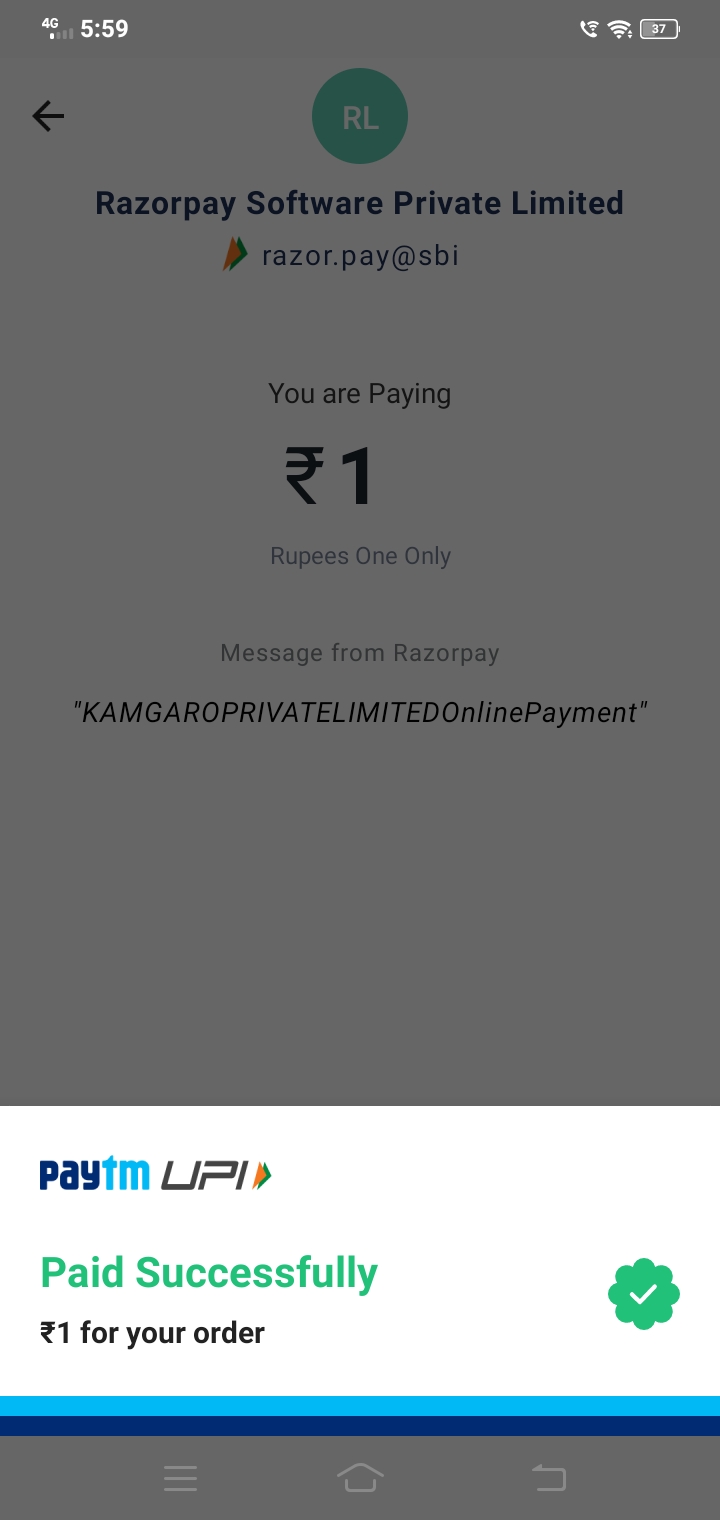 4G 5:59 37
RL
Razorpay Software Private Limited
razor.pay@sbi
You are Paying
₹1
Rupees One Only
Message from Razorpay
"KAMGAROPRIVATELIMITEDOnlinePayment"
paytm UPI
Paid Successfully
₹1 for your order